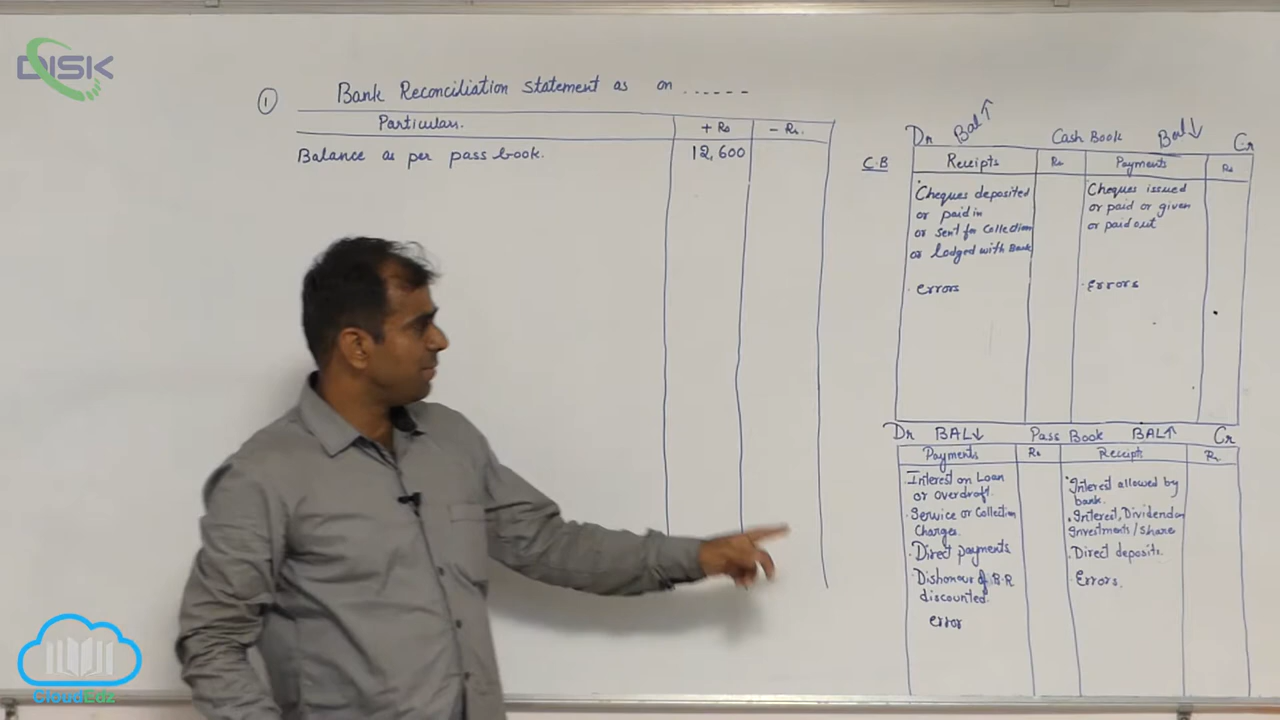 DISK
① Bank Reconciliation Statement as on ......
Particulars. + Rs - Rs.
Balance as per pass book. 12,600
Dr Bal↑ Cash Book Bal↓ Cr
C.B Receipts Rs Payments Rs
Cheques deposited
or paid in
or sent for Collection
or lodged with Bank
· errors
Cheques issued
or paid or given
or paid out
· errors
Dr BAL↓ Pass Book BAL↑ Cr
Payments Rs Receipts Rs
Interest on Loan
or overdraft.
· Service or Collection
Charges.
· Direct payments
· Dishonour of B.R
discounted.
error
· Interest allowed by
bank.
· Interest, Dividend on
Investments/share
· Direct deposits.
· Errors.
CloudEdz